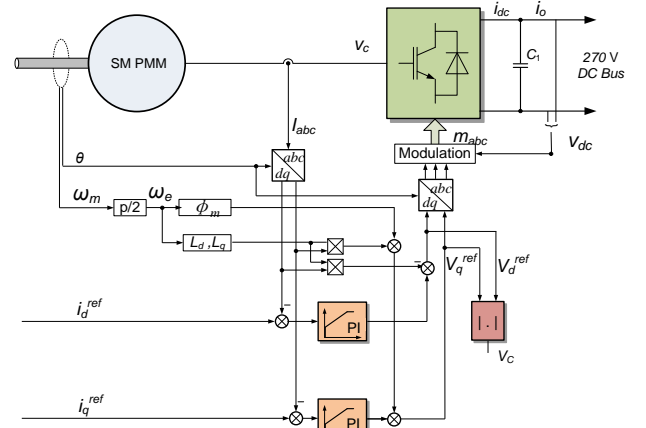 i_dc i_o
v_c
SM PMM
C_1
270 V
DC Bus
I_abc
m_abc
v_dc
Modulation
θ
abc
dq
abc
dq
ω_m
p/2
ω_e
ϕ_m
L_d ,L_q
V_q^ref
V_d^ref
i_d^ref
PI
|.|
V_C
i_q^ref
PI